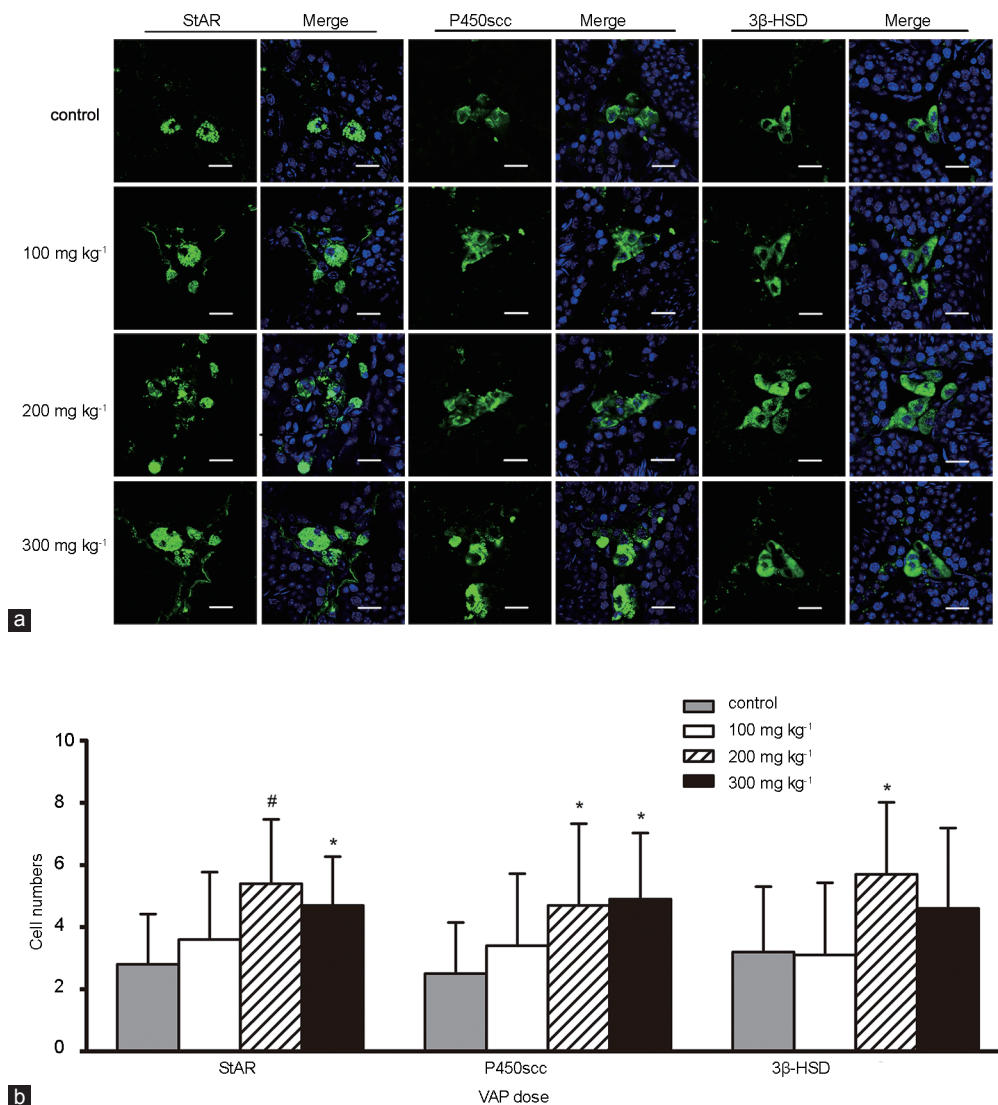 StAR Merge P450scc Merge 3β-HSD Merge
control
100 mg kg⁻¹
200 mg kg⁻¹
300 mg kg⁻¹
a
control
100 mg kg⁻¹
200 mg kg⁻¹
300 mg kg⁻¹
10
8
6
4
2
0
Cell numbers
#
*
*
*
*
StAR P450scc 3β-HSD
VAP dose
b